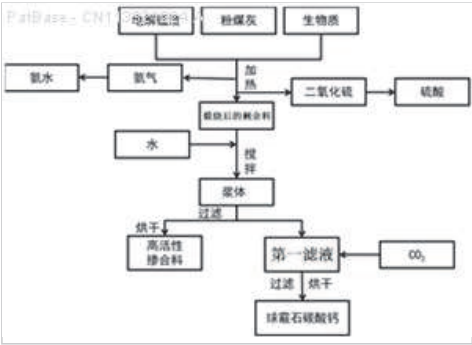 PatBase - CN1
电解锰渣 粉煤灰 生物质
氨水 氨气 加热 二氧化硫 硫酸
煅烧后的剩余料
水 搅拌
浆体
过滤
烘干
高活性
掺合料
第一滤液 CO₂
过滤 烘干
球霰石碳酸钙